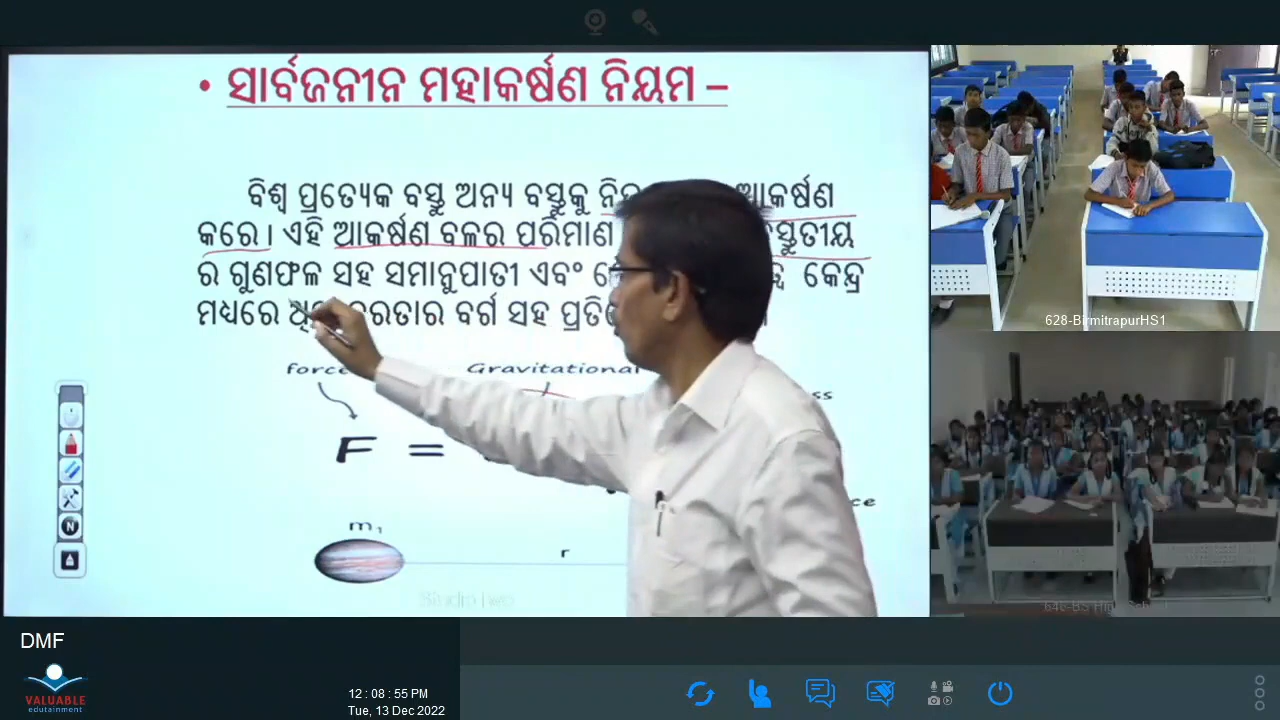 • ସାର୍ବଜନୀନ ମହାକର୍ଷଣ ନିୟମ –
ବିଶ୍ୱ ପ୍ରତ୍ୟେକ ବସ୍ତୁ ଅନ୍ୟ ବସ୍ତୁକୁ ଆକର୍ଷଣ
କରେ। ଏହି ଆକର୍ଷଣ ବଳର ପରିମାଣ ବସ୍ତୁତୀୟ
ର ଗୁଣଫଳ ସହ ସମାନୁପାତୀ ଏବଂ କେନ୍ଦ୍ର
ମଧ୍ୟରେ ବର୍ଗ ସହ
force Gravitational
F =
m₁
r
628-BirmitrapurHS1
DMF
VALUABLE
edutainment
12 : 08 : 55 PM
Tue, 13 Dec 2022
N